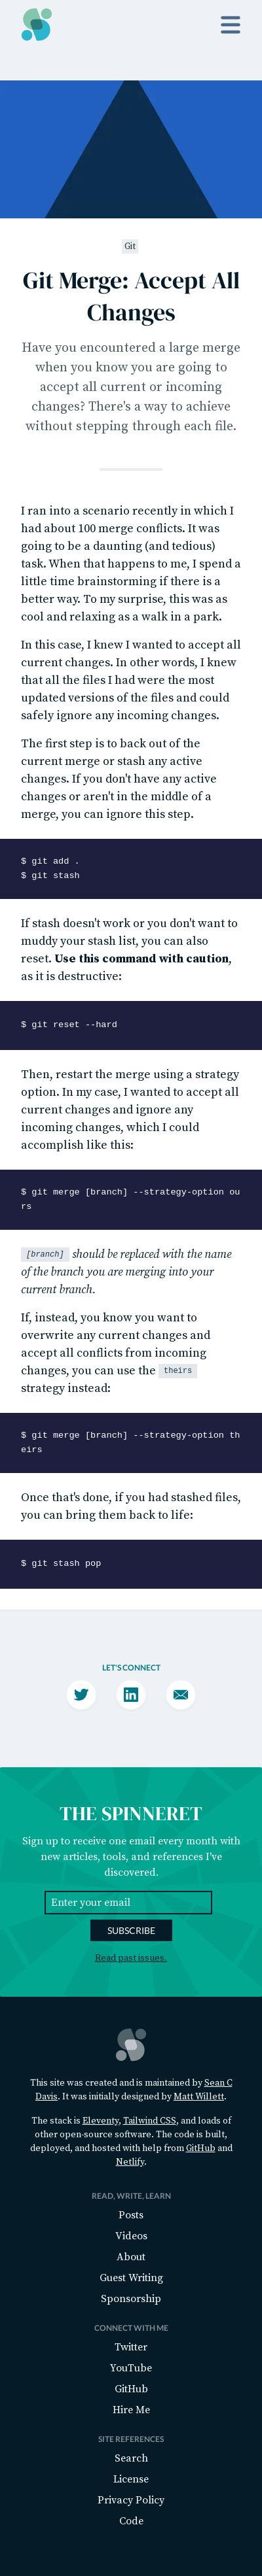 Git
Git Merge: Accept All
Changes
Have you encountered a large merge
when you know you are going to
accept all current or incoming
changes? There's a way to achieve
without stepping through each file.
I ran into a scenario recently in which I
had about 100 merge conflicts. It was
going to be a daunting (and tedious)
task. When that happens to me, I spend a
little time brainstorming if there is a
better way. To my surprise, this was as
cool and relaxing as a walk in a park.
In this case, I knew I wanted to accept all
current changes. In other words, I knew
that all the files I had were the most
updated versions of the files and could
safely ignore any incoming changes.
The first step is to back out of the
current merge or stash any active
changes. If you don't have any active
changes or aren't in the middle of a
merge, you can ignore this step.
$ git add .
$ git stash
If stash doesn't work or you don't want to
muddy your stash list, you can also
reset. Use this command with caution,
as it is destructive:
$ git reset --hard
Then, restart the merge using a strategy
option. In my case, I wanted to accept all
current changes and ignore any
incoming changes, which I could
accomplish like this:
$ git merge [branch] --strategy-option ou
rs
[branch] should be replaced with the name
of the branch you are merging into your
current branch.
If, instead, you know you want to
overwrite any current changes and
accept all conflicts from incoming
changes, you can use the theirs
strategy instead:
$ git merge [branch] --strategy-option th
eirs
Once that's done, if you had stashed files,
you can bring them back to life:
$ git stash pop
LET'S CONNECT
THE SPINNERET
Sign up to receive one email every month with
new articles, tools, and references I've
discovered.
Enter your email
SUBSCRIBE
Read past issues.
This site was created and is maintained by Sean C
Davis. It was initially designed by Matt Willett.
The stack is Eleventy, Tailwind CSS, and loads of
other open-source software. The code is built,
deployed, and hosted with help from GitHub and
Netlify.
READ, WRITE, LEARN
Posts
Videos
About
Guest Writing
Sponsorship
CONNECT WITH ME
Twitter
YouTube
GitHub
Hire Me
SITE REFERENCES
Search
License
Privacy Policy
Code